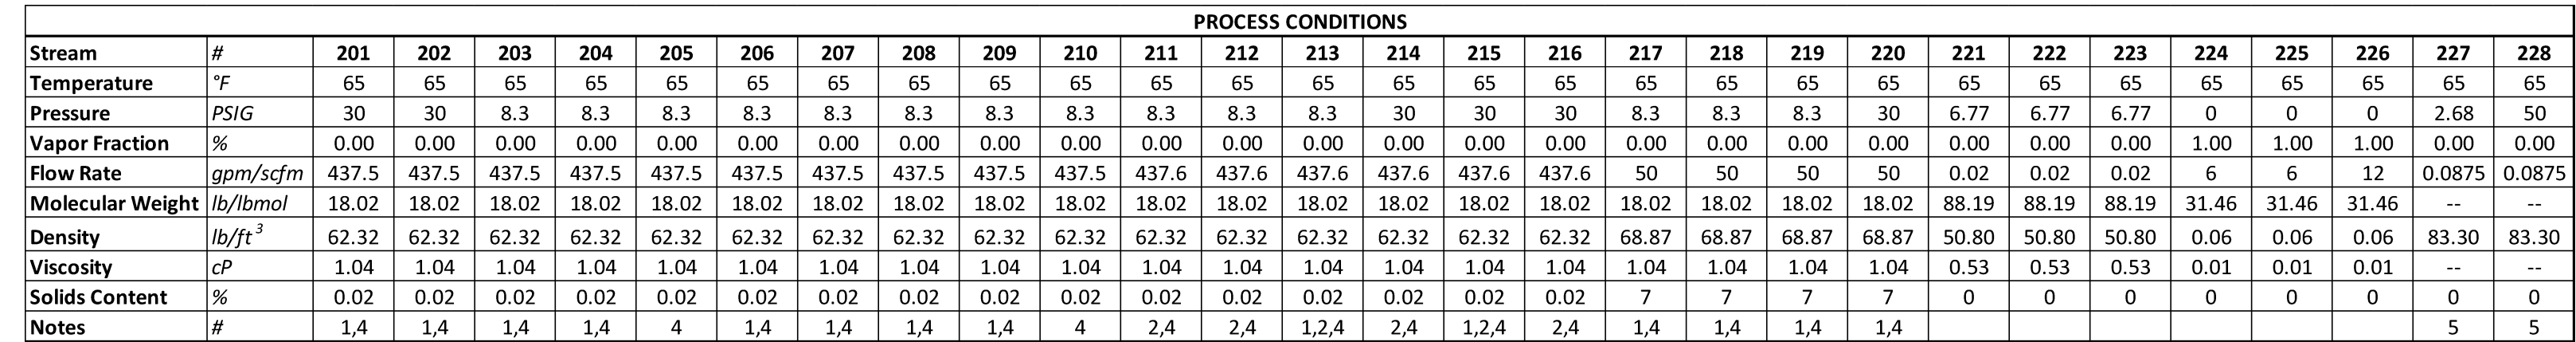 PROCESS CONDITIONS
Stream # 201 202 203 204 205 206 207 208 209 210 211 212 213 214 215 216 217 218 219 220 221 222 223 224 225 226 227 228
Temperature °F 65 65 65 65 65 65 65 65 65 65 65 65 65 65 65 65 65 65 65 65 65 65 65 65 65 65 65 65
Pressure PSIG 30 30 8.3 8.3 8.3 8.3 8.3 8.3 8.3 8.3 8.3 8.3 8.3 30 30 30 8.3 8.3 8.3 30 6.77 6.77 6.77 0 0 0 2.68 50
Vapor Fraction % 0.00 0.00 0.00 0.00 0.00 0.00 0.00 0.00 0.00 0.00 0.00 0.00 0.00 0.00 0.00 0.00 0.00 0.00 0.00 0.00 0.00 0.00 0.00 1.00 1.00 1.00 0.00 0.00
Flow Rate gpm/scfm 437.5 437.5 437.5 437.5 437.5 437.5 437.5 437.5 437.5 437.5 437.6 437.6 437.6 437.6 437.6 437.6 50 50 50 50 0.02 0.02 0.02 6 6 12 0.0875 0.0875
Molecular Weight lb/lbmol 18.02 18.02 18.02 18.02 18.02 18.02 18.02 18.02 18.02 18.02 18.02 18.02 18.02 18.02 18.02 18.02 18.02 18.02 18.02 18.02 88.19 88.19 88.19 31.46 31.46 31.46 -- --
Density lb/ft³ 62.32 62.32 62.32 62.32 62.32 62.32 62.32 62.32 62.32 62.32 62.32 62.32 62.32 62.32 62.32 62.32 68.87 68.87 68.87 68.87 50.80 50.80 50.80 0.06 0.06 0.06 83.30 83.30
Viscosity cP 1.04 1.04 1.04 1.04 1.04 1.04 1.04 1.04 1.04 1.04 1.04 1.04 1.04 1.04 1.04 1.04 1.04 1.04 1.04 1.04 0.53 0.53 0.53 0.01 0.01 0.01 -- --
Solids Content % 0.02 0.02 0.02 0.02 0.02 0.02 0.02 0.02 0.02 0.02 0.02 0.02 0.02 0.02 0.02 0.02 7 7 7 7 0 0 0 0 0 0 0 0
Notes # 1,4 1,4 1,4 1,4 4 1,4 1,4 1,4 1,4 4 2,4 2,4 1,2,4 2,4 1,2,4 2,4 1,4 1,4 1,4 1,4 5 5